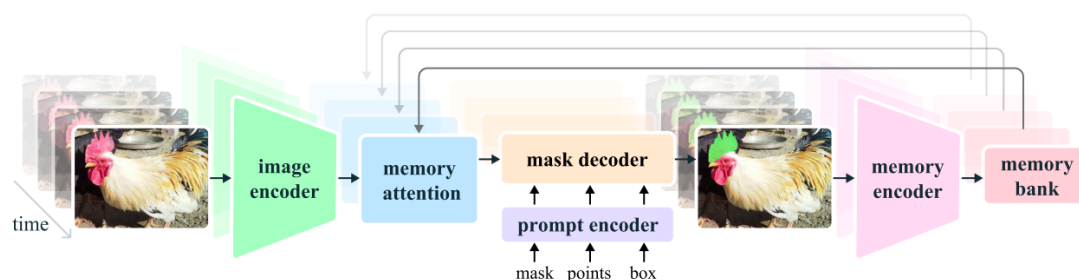 time
image
encoder
memory
attention
mask decoder
prompt encoder
mask points box
memory
encoder
memory
bank